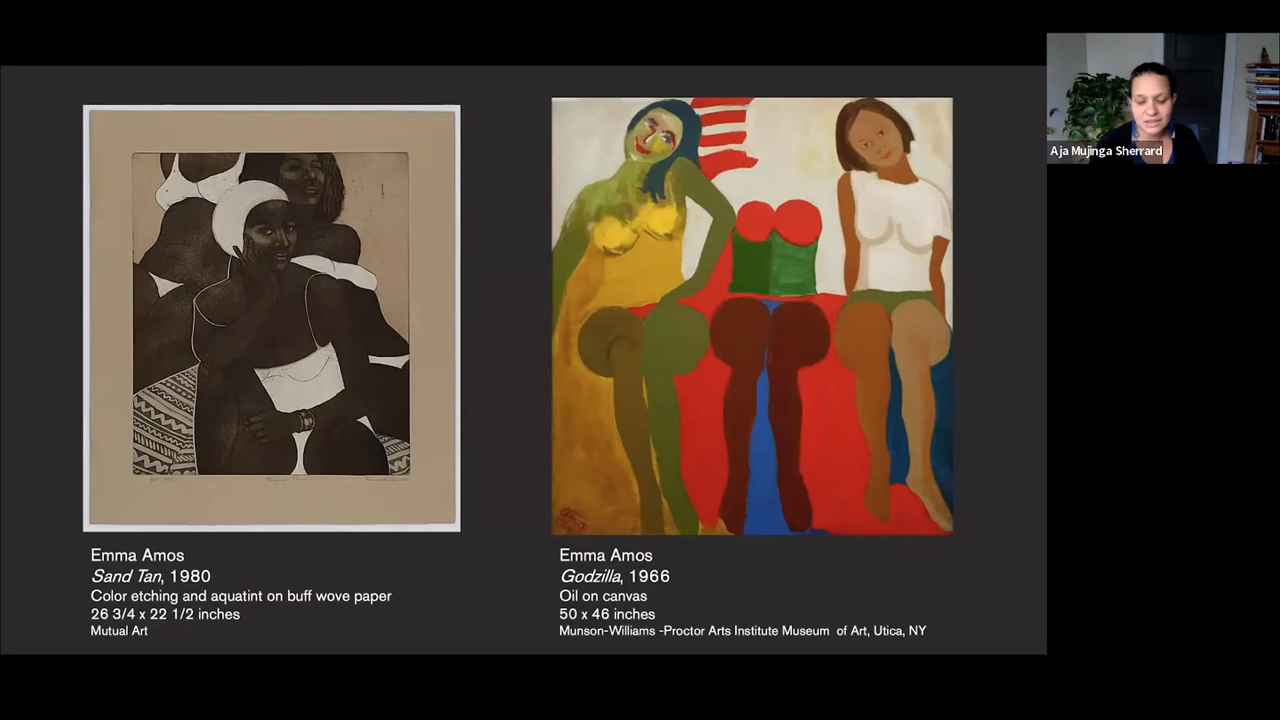 Aja Mujinga Sherrard
Emma Amos
Sand Tan, 1980
Color etching and aquatint on buff wove paper
26 3/4 x 22 1/2 inches
Mutual Art
Emma Amos
Godzilla, 1966
Oil on canvas
50 x 46 inches
Munson-Williams -Proctor Arts Institute Museum of Art, Utica, NY